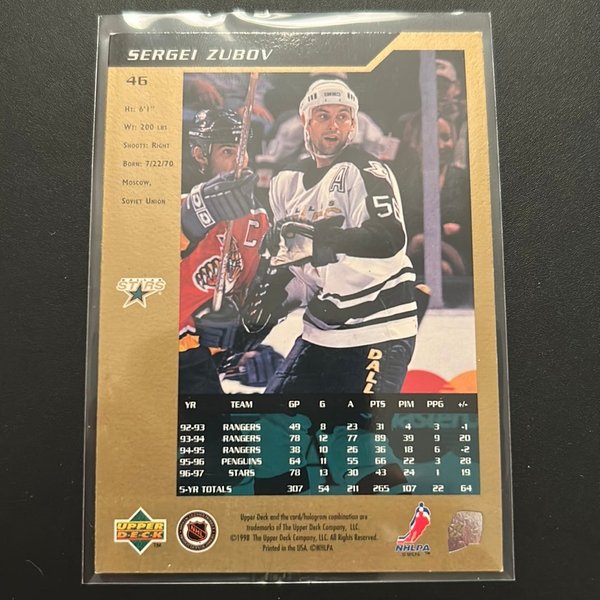 SERGEI ZUBOV
46
HT: 6'1"
WT: 200 LBS
SHOOTS: RIGHT
BORN: 7/22/70
MOSCOW,
SOVIET UNION
STARS
A
5
C
DALL
YR TEAM GP G A PTS PIM PPG +/-
92-93 RANGERS 49 8 23 31 4 3 -1
93-94 RANGERS 78 12 77 89 39 9 20
94-95 RANGERS 38 10 26 36 18 6 -2
95-96 PENGUINS 64 11 55 66 22 3 28
96-97 STARS 78 13 30 43 24 1 19
5-YR TOTALS 307 54 211 265 107 22 64
Upper Deck and the card/hologram combination are
trademarks of The Upper Deck Company, LLC.
©1998 The Upper Deck Company, LLC. All Rights Reserved.
Printed in the USA. ©NHLPA
UPPER
DECK
TM
NHL
NHLPA